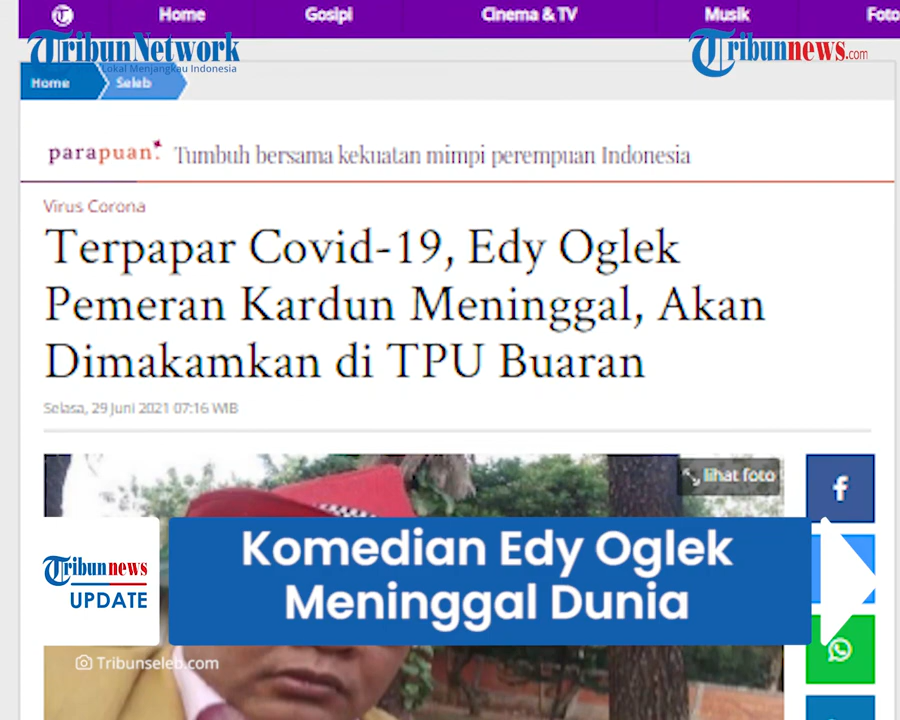 Home Gosipi Cinema & TV Musik Foto
Tribun Network
Lokal Menjangkau Indonesia
Tribunnews.com
Home Seleb
parapuan. Tumbuh bersama kekuatan mimpi perempuan Indonesia
Virus Corona
Terpapar Covid-19, Edy Oglek
Pemeran Kardun Meninggal, Akan
Dimakamkan di TPU Buaran
Selasa, 29 Juni 2021 07:16 WIB
lihat foto
Komedian Edy Oglek
Meninggal Dunia
Tribunnews
UPDATE
Tribunseleb.com